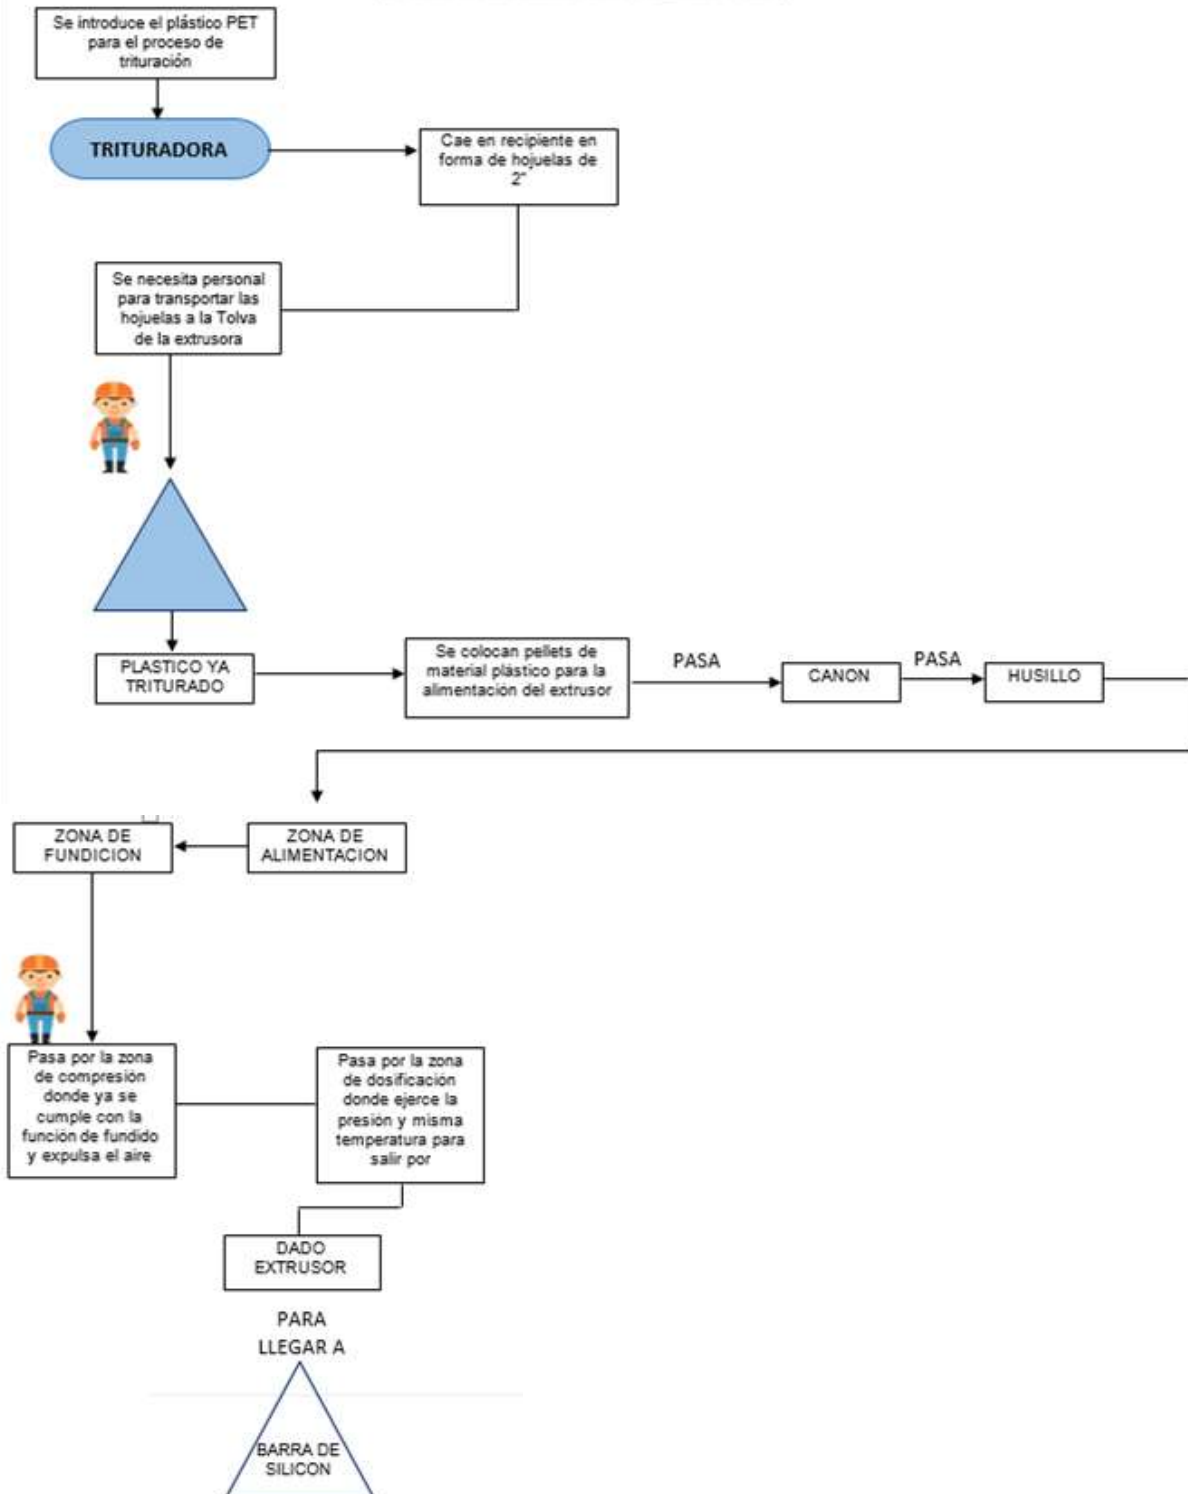 Se introduce el plástico PET
para el proceso de
trituración
TRITURADORA
Cae en recipiente en
forma de hojuelas de
2"
Se necesita personal
para transportar las
hojuelas a la Tolva
de la extrusora
PLASTICO YA
TRITURADO
Se colocan pellets de
material plástico para la
alimentación del extrusor
PASA
CANON
PASA
HUSILLO
ZONA DE
FUNDICION
ZONA DE
ALIMENTACION
Pasa por la zona
de compresión
donde ya se
cumple con la
función de fundido
y expulsa el aire
Pasa por la zona
de dosificación
donde ejerce la
presión y misma
temperatura para
salir por
DADO
EXTRUSOR
PARA
LLEGAR A
BARRA DE
SILICON